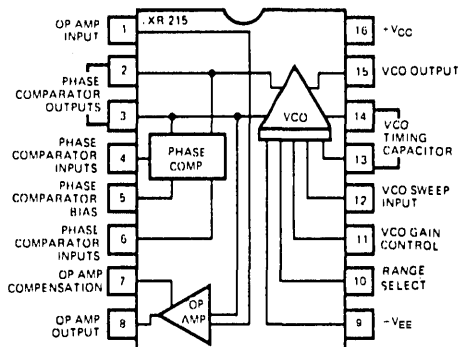 OP AMP
INPUT
1
XR 215
16
+VCC
PHASE
COMPARATOR
OUTPUTS
2
3
15
VCO OUTPUT
VCO
14
13
VCO
TIMING
CAPACITOR
PHASE
COMPARATOR
INPUTS
4
PHASE
COMP
PHASE
COMPARATOR
BIAS
5
12
VCO SWEEP
INPUT
PHASE
COMPARATOR
INPUTS
6
11
VCO GAIN
CONTROL
OP AMP
COMPENSATION
7
10
RANGE
SELECT
OP AMP
OUTPUT
8
OP
AMP
9
-VEE